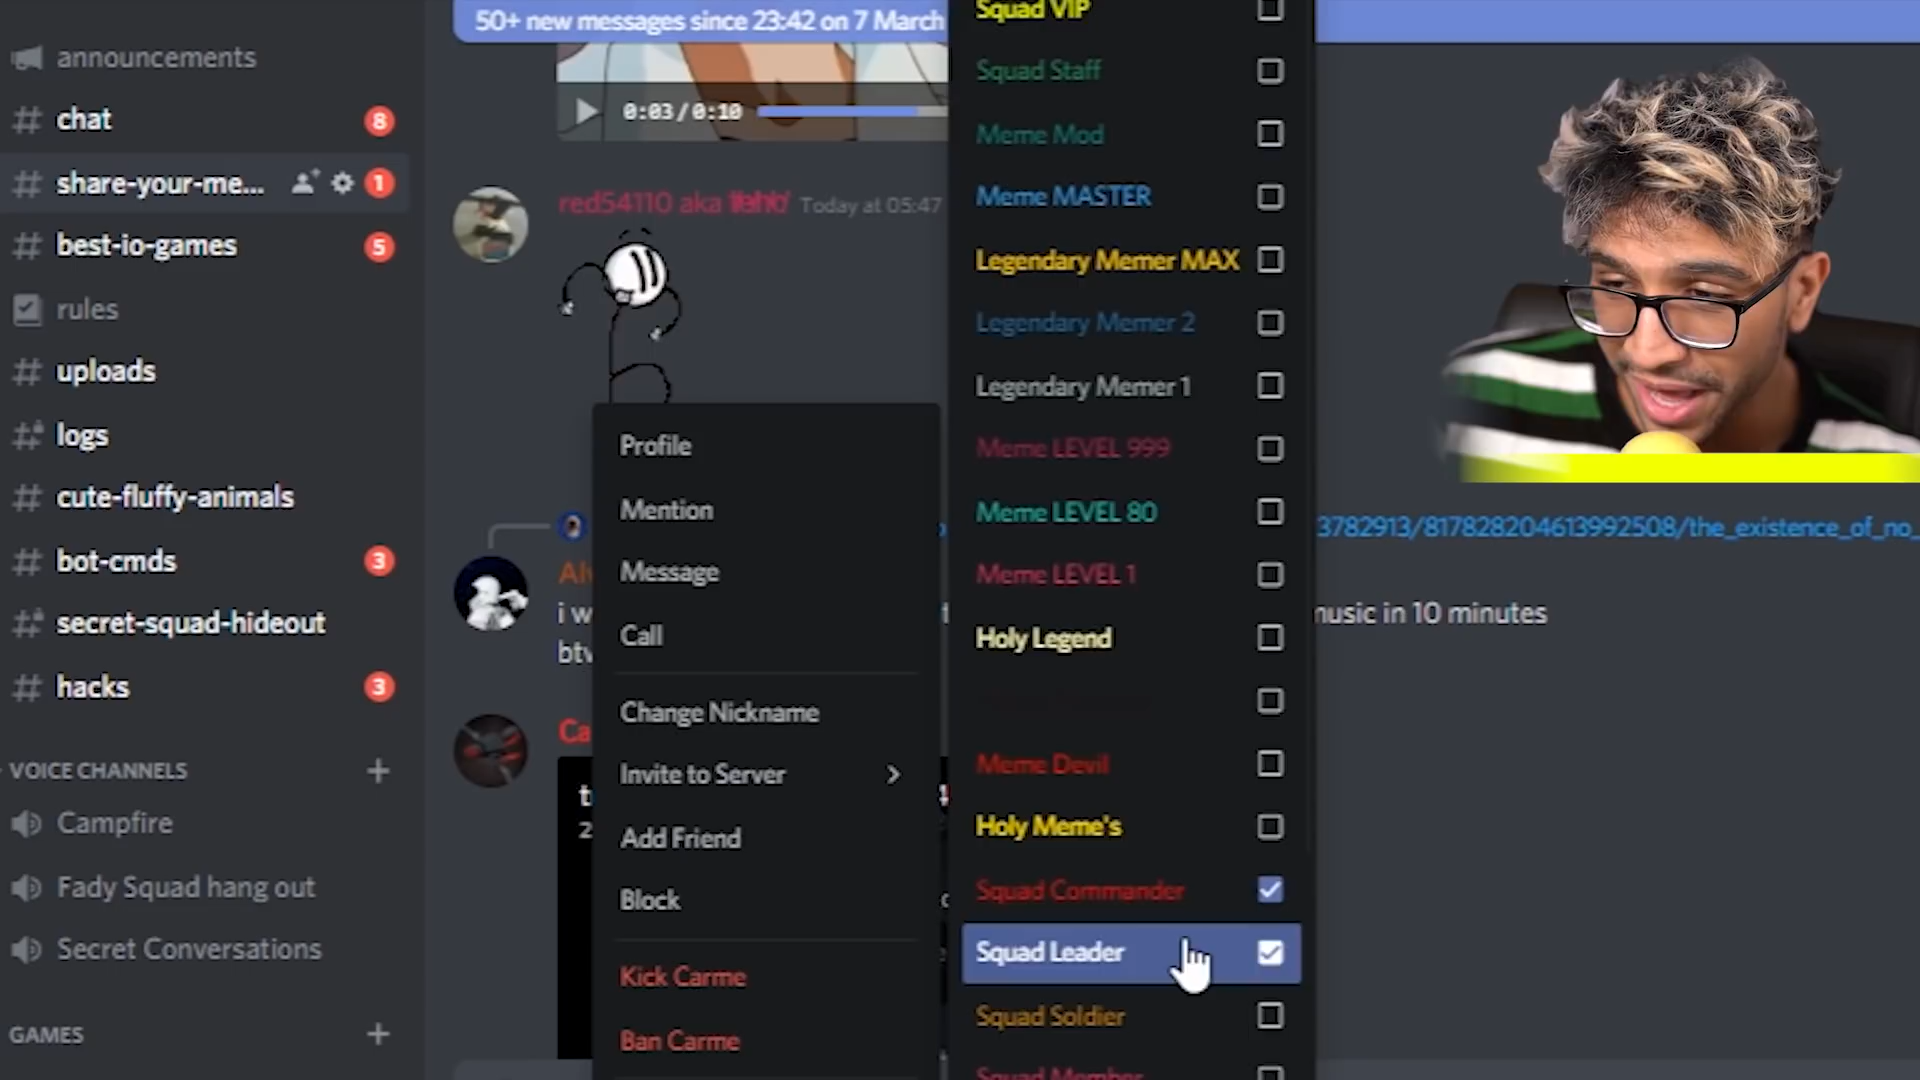 announcements
chat
8
share-your-me...
1
best-io-games
5
rules
uploads
logs
cute-fluffy-animals
bot-cmds
3
secret-squad-hideout
hacks
3
VOICE CHANNELS
Campfire
Fady Squad hang out
Secret Conversations
GAMES
50+ new messages since 23:42 on 7 March
0:03/0:10
red54110 aka Today at 05:47
3782913/817828204613992508/the_existence_of_no_
i w
music in 10 minutes
Ca
Profile
Mention
Message
Call
Change Nickname
Invite to Server
Add Friend
Block
Kick Carme
Ban Carme
Squad VIP
Squad Staff
Meme Mod
Meme MASTER
Legendary Memer MAX
Legendary Memer 2
Legendary Memer 1
Meme LEVEL 999
Meme LEVEL 80
Meme LEVEL 1
Holy Legend
Meme Devil
Holy Meme's
Squad Commander
Squad Leader
Squad Soldier
Squad Member